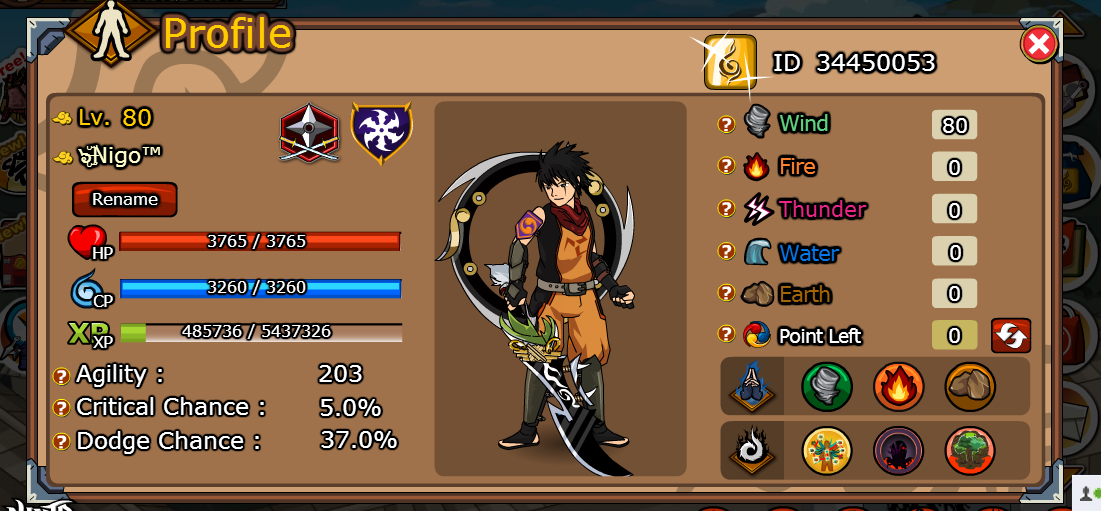 Profile
ID 34450053
Lv. 80
Nigo™
Rename
HP 3765 / 3765
CP 3260 / 3260
XP XP 485736 / 5437326
Agility : 203
Critical Chance : 5.0%
Dodge Chance : 37.0%
? Wind 80
? Fire 0
? Thunder 0
? Water 0
? Earth 0
? Point Left 0